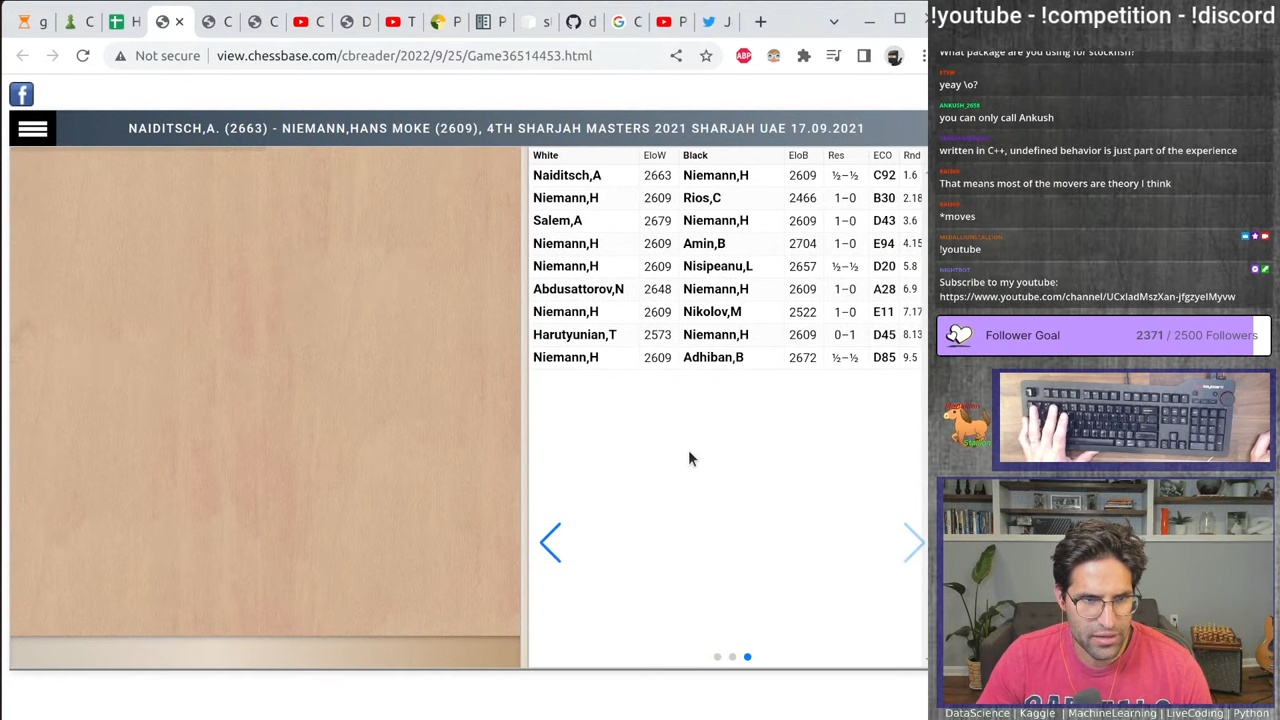 g
C
H
C
C
C
D
T
P
P
s
d
C
P
J
!youtube - !competition - !discord
Not secure
view.chessbase.com/cbreader/2022/9/25/Game36514453.html
ABP
NAIDITSCH,A. (2663) - NIEMANN,HANS MOKE (2609), 4TH SHARJAH MASTERS 2021 SHARJAH UAE 17.09.2021
White EloW Black EloB Res ECO Rnd
Naiditsch,A 2663 Niemann,H 2609 ½–½ C92 1.6
Niemann,H 2609 Rios,C 2466 1–0 B30 2.18
Salem,A 2679 Niemann,H 2609 1–0 D43 3.6
Niemann,H 2609 Amin,B 2704 1–0 E94 4.15
Niemann,H 2609 Nisipeanu,L 2657 ½–½ D20 5.8
Abdusattorov,N 2648 Niemann,H 2609 1–0 A28 6.9
Niemann,H 2609 Nikolov,M 2522 1–0 E11 7.17
Harutyunian,T 2573 Niemann,H 2609 0–1 D45 8.13
Niemann,H 2609 Adhiban,B 2672 ½–½ D85 9.5
What package are you using for stockfish?
yeay \o?
ANKUSH_2658
you can only call Ankush
written in C++, undefined behavior is just part of the experience
That means most of the movers are theory I think
*moves
MEDALLIONSTALLION_
!youtube
NIGHTBOT
Subscribe to my youtube:
https://www.youtube.com/channel/UCxladMszXan-jfgzyeIMyvw
Follower Goal 2371 / 2500 Followers
Medallion
Stallion
DataScience | Kaggle | MachineLearning | LiveCoding | Python